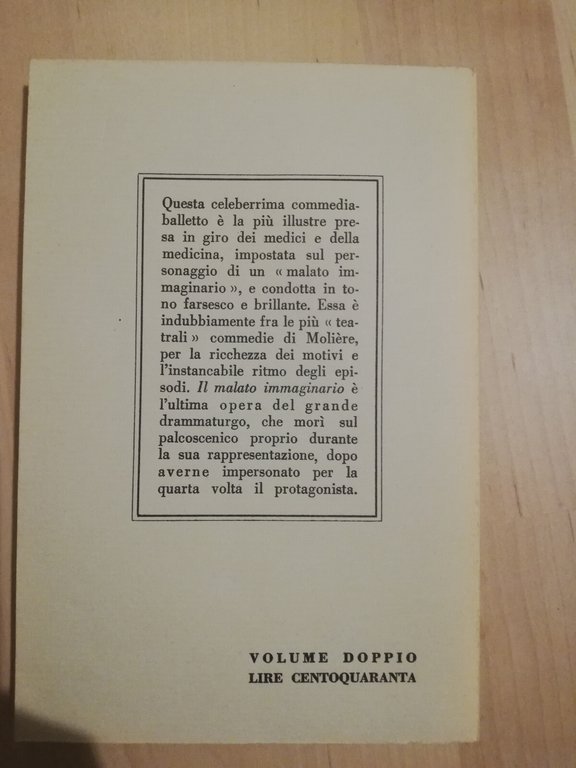 Questa celeberrima commedia-
balletto è la più illustre pre-
sa in giro dei medici e della
medicina, impostata sul per-
sonaggio di un « malato im-
maginario », e condotta in to-
no farsesco e brillante. Essa è
indubbiamente fra le più « tea-
trali » commedie di Molière,
per la ricchezza dei motivi e
l'instancabile ritmo degli epi-
sodi. Il malato immaginario è
l'ultima opera del grande
drammaturgo, che morì sul
palcoscenico proprio durante
la sua rappresentazione, dopo
averne impersonato per la
quarta volta il protagonista.
VOLUME DOPPIO
LIRE CENTOQUARANTA